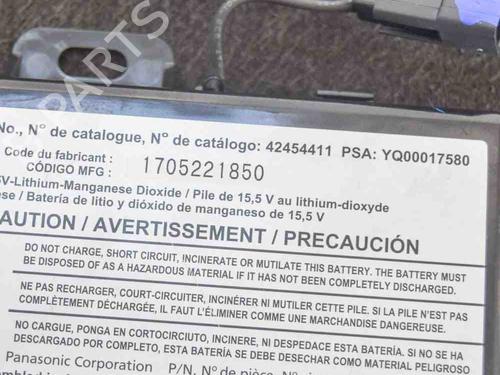 No., N° de catalogue, N° de catálogo: 42454411 PSA: YQ00017580
Code du fabricant :
CÓDIGO MFG : 1705221850
5V-Lithium-Manganese Dioxide / Pile de 15,5 V au lithium-dioxyde
ese / Batería de litio y dióxido de manganeso de 15,5 V
AUTION / AVERTISSEMENT / PRECAUCIÓN
DO NOT CHARGE, SHORT CIRCUIT, INCINERATE OR MUTILATE THIS BATTERY. THE BATTERY MUST
BE DISPOSED OF AS A HAZARDOUS MATERIAL IF IT HAS NOT BEEN COMPLETELY DISCHARGED.
NE PAS RECHARGER, COURT-CIRCUITER, INCINÉRER NI MUTILER CETTE PILE. SI LA PILE N'EST PAS
COMPLÈTEMENT DÉCHARGÉE, IL FAUT L'ÉLIMINER COMME UNE MARCHANDISE DANGEREUSE.
NO CARGUE, PONGA EN CORTOCIRCUITO, INCINERE, NI DESPEDACE ESTA BATERÍA. SI NO SE HA
DESCARGADO POR COMPLETO, ESTA BATERÍA SE DEBE DESECHAR COMO MATERIAL PELIGROSO
Panasonic Corporation P/N, N° de pièce, N°